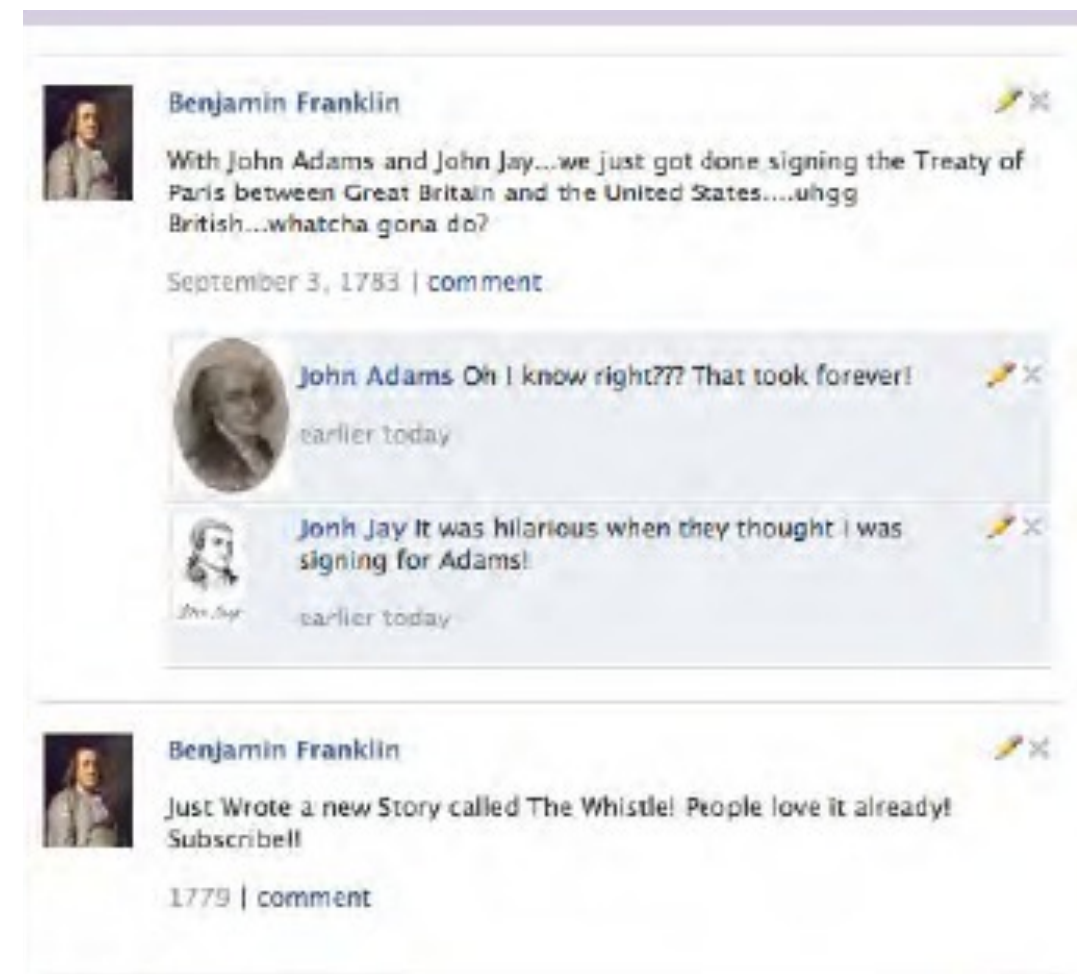 Benjamin Franklin
With John Adams and John Jay...we just got done signing the Treaty of
Paris between Great Britain and the United States....uhgg
British...whatcha gona do?
September 3, 1783 | comment
John Adams Oh I know right??? That took forever!
earlier today
Jonh Jay It was hilarious when they thought I was
signing for Adams!
earlier today
Benjamin Franklin
Just Wrote a new Story called The Whistle! People love it already!
Subscribe!!
1779 | comment